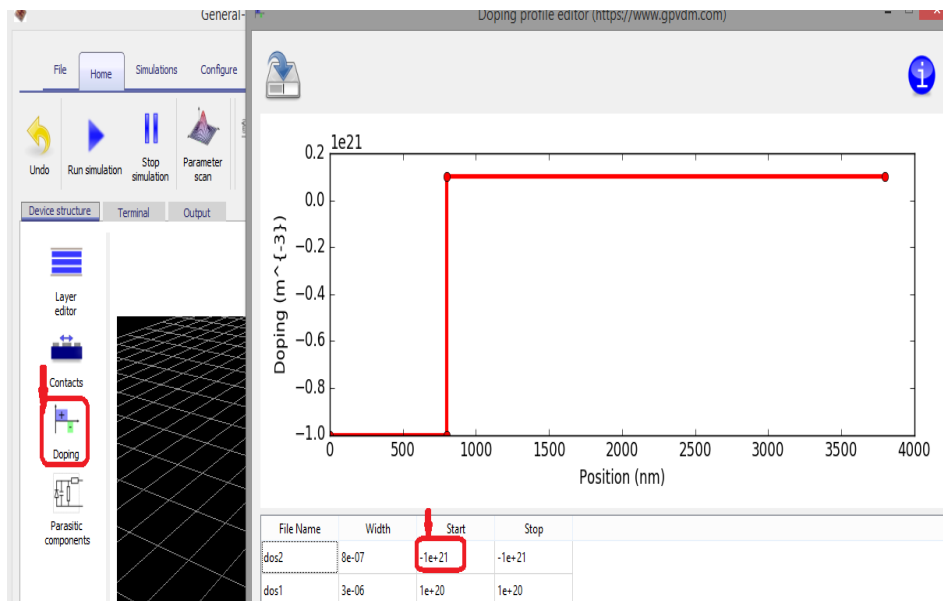 General-
Doping profile editor (https://www.gpvdm.com)
File Home Simulations Configure
Undo
Run simulation
Stop
simulation
Parameter
scan
Device structure Terminal Output
Layer
editor
Contacts
Doping
Parasitic
components
1e21
0.2
0.0
−0.2
−0.4
−0.6
−0.8
−1.0
Doping (m^{-3})
0 500 1000 1500 2000 2500 3000 3500 4000
Position (nm)
File Name Width Start Stop
dos2 8e-07 -1e+21 -1e+21
dos1 3e-06 1e+20 1e+20